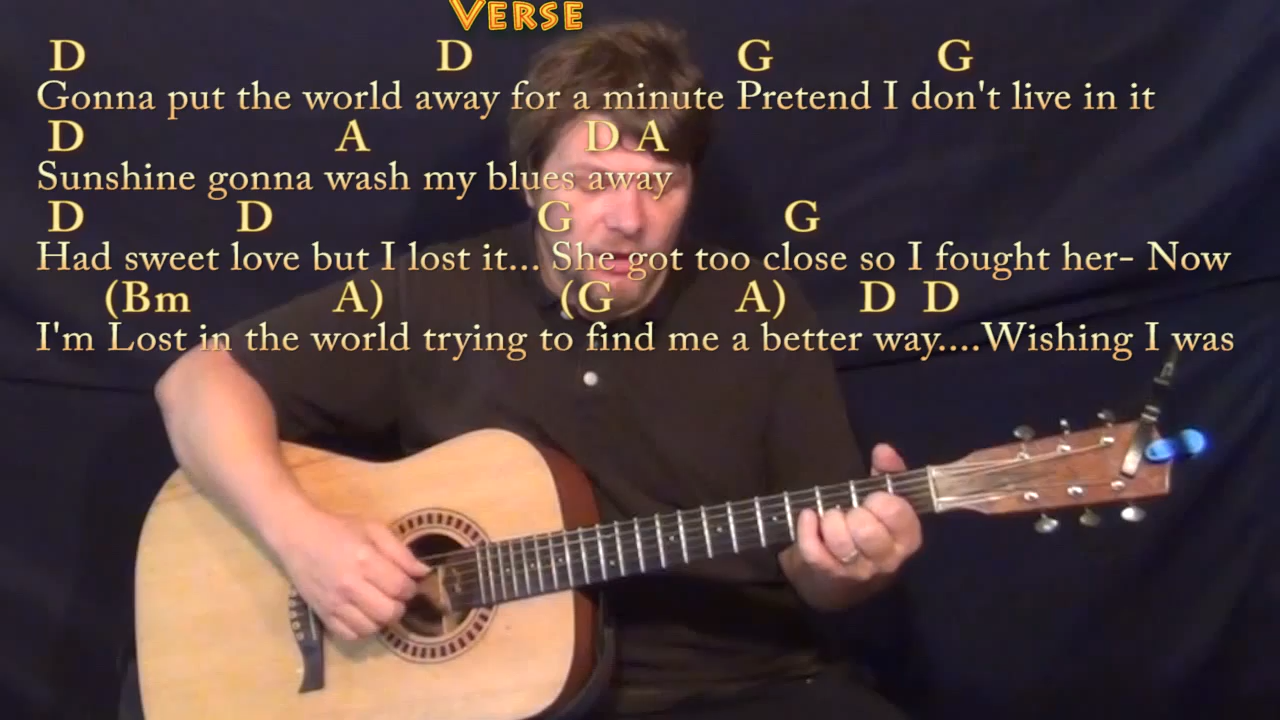 VERSE
D D G G
Gonna put the world away for a minute Pretend I don't live in it
D A D A
Sunshine gonna wash my blues away
D D G G
Had sweet love but I lost it... She got too close so I fought her- Now
(Bm A) (G A) D D
I'm Lost in the world trying to find me a better way....Wishing I was